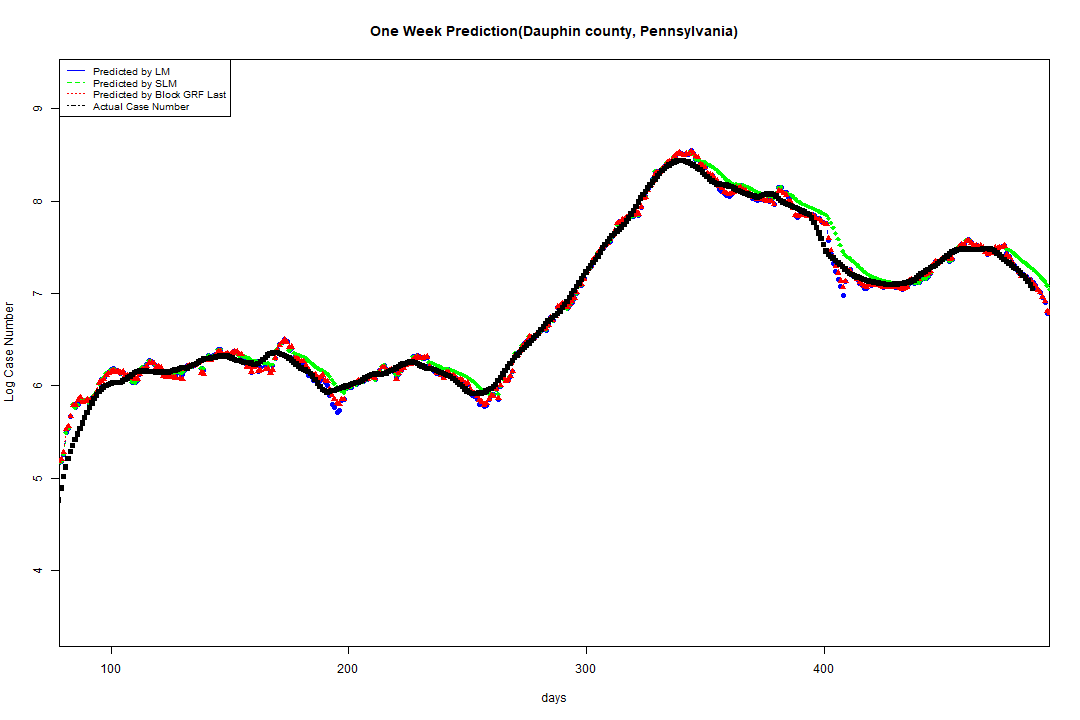 One Week Prediction(Dauphin county, Pennsylvania)
Predicted by LM
Predicted by SLM
Predicted by Block GRF Last
Actual Case Number
9
8
7
6
5
4
Log Case Number
100 200 300 400
days